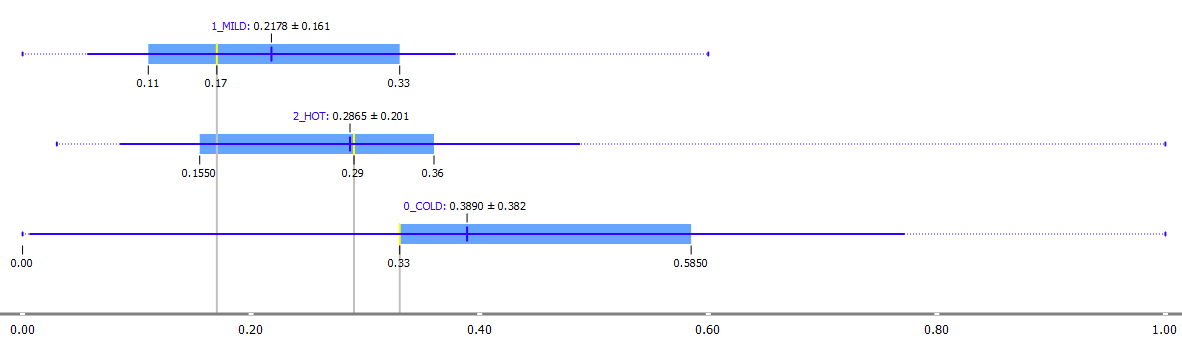 1_MILD: 0.2178 ± 0.161
0.11 0.17 0.33
2_HOT: 0.2865 ± 0.201
0.1550 0.29 0.36
0_COLD: 0.3890 ± 0.382
0.00 0.33 0.5850
0.00 0.20 0.40 0.60 0.80 1.00